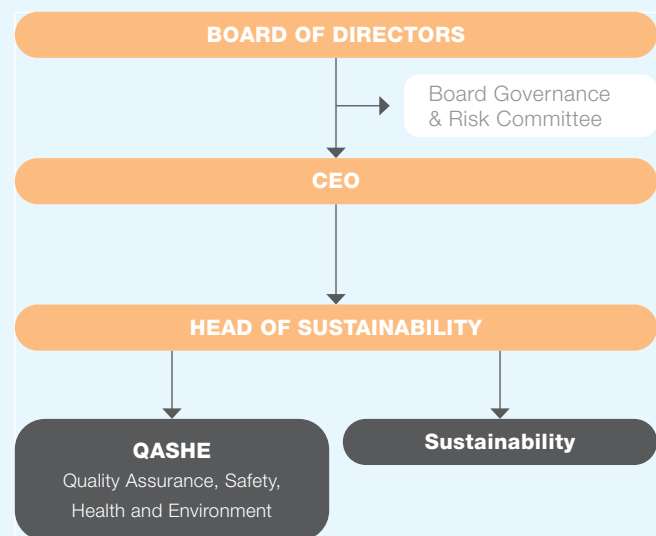 BOARD OF DIRECTORS
Board Governance
& Risk Committee
CEO
HEAD OF SUSTAINABILITY
QASHE
Quality Assurance, Safety,
Health and Environment
Sustainability